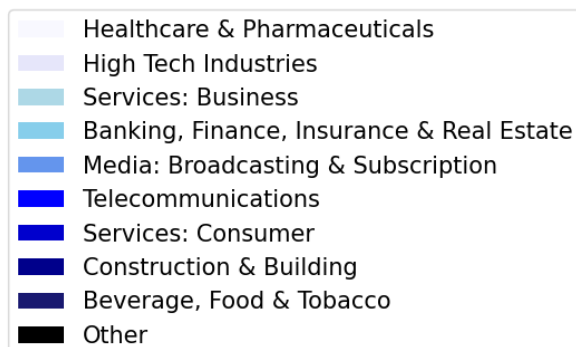 Healthcare & Pharmaceuticals
High Tech Industries
Services: Business
Banking, Finance, Insurance & Real Estate
Media: Broadcasting & Subscription
Telecommunications
Services: Consumer
Construction & Building
Beverage, Food & Tobacco
Other